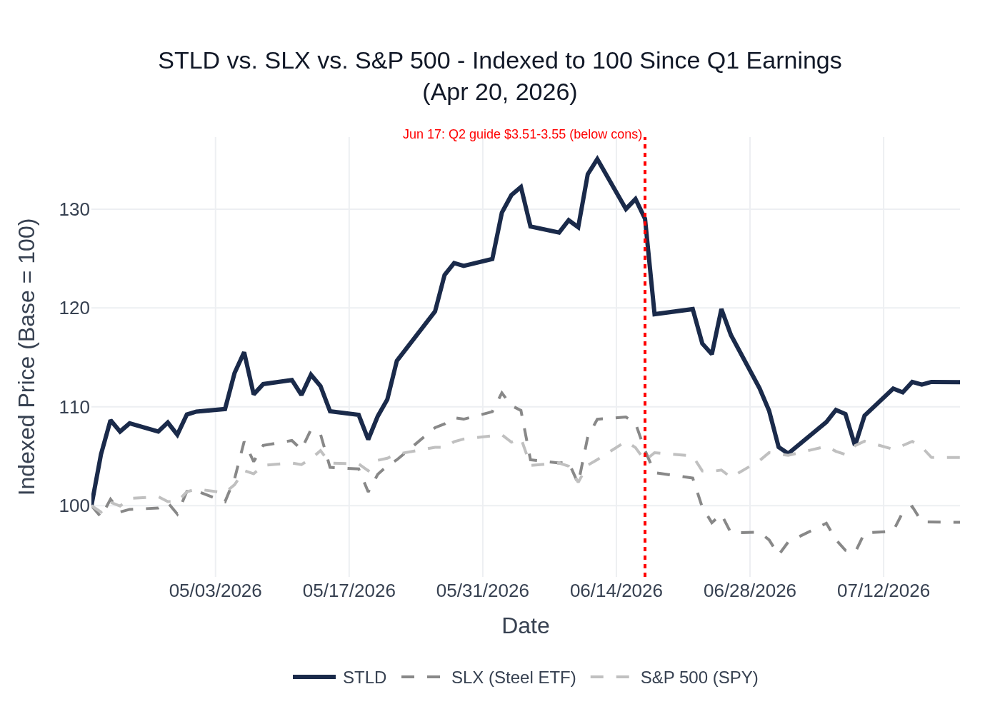 STLD vs. SLX vs. S&P 500 - Indexed to 100 Since Q1 Earnings
(Apr 20, 2026)
Jun 17: Q2 guide $3.51-3.55 (below cons)
Indexed Price (Base = 100)
130
120
110
100
05/03/2026
05/17/2026
05/31/2026
06/14/2026
06/28/2026
07/12/2026
Date
STLD
SLX (Steel ETF)
S&P 500 (SPY)